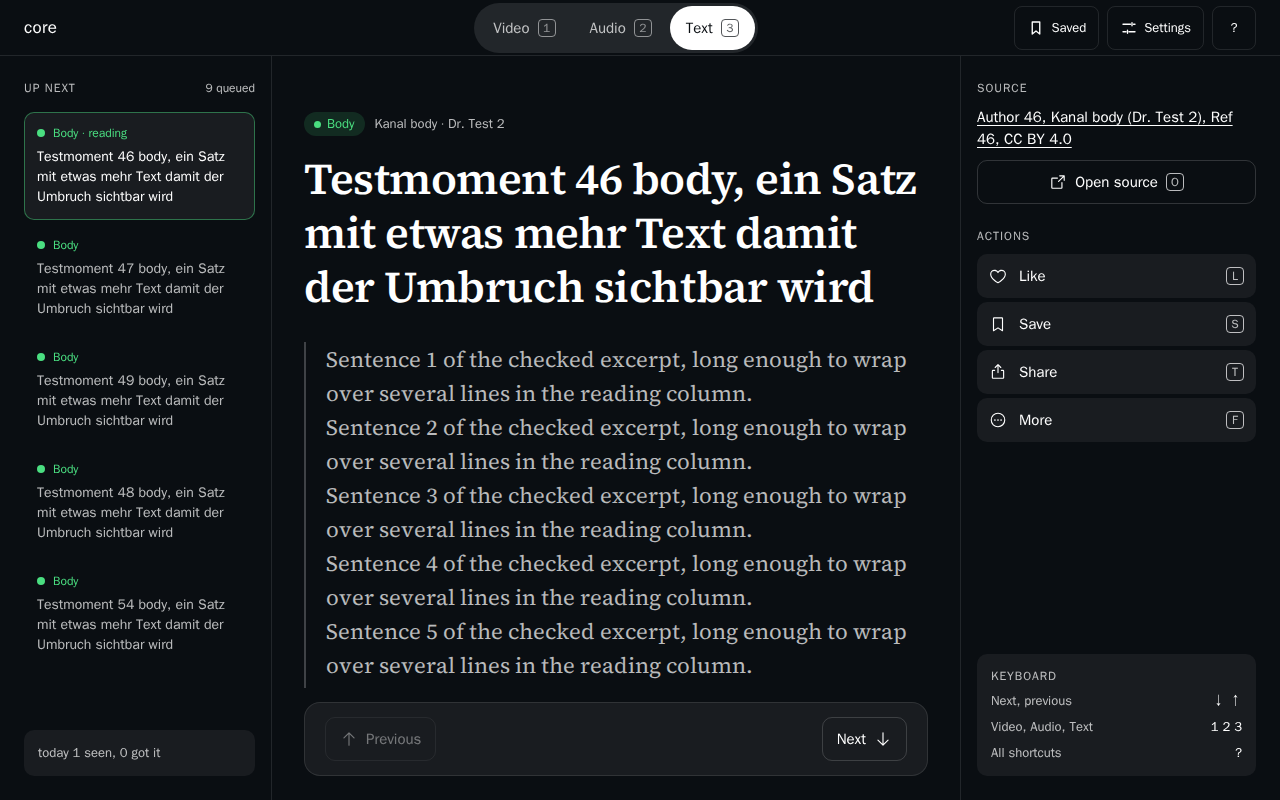 core
Video 1
Audio 2
Text 3
Saved
Settings
?
UP NEXT
9 queued
Body · reading
Testmoment 46 body, ein Satz
mit etwas mehr Text damit der
Umbruch sichtbar wird
Body
Testmoment 47 body, ein Satz
mit etwas mehr Text damit der
Umbruch sichtbar wird
Body
Testmoment 49 body, ein Satz
mit etwas mehr Text damit der
Umbruch sichtbar wird
Body
Testmoment 48 body, ein Satz
mit etwas mehr Text damit der
Umbruch sichtbar wird
Body
Testmoment 54 body, ein Satz
mit etwas mehr Text damit der
Umbruch sichtbar wird
today 1 seen, 0 got it
Body
Kanal body · Dr. Test 2
Testmoment 46 body, ein Satz
mit etwas mehr Text damit
der Umbruch sichtbar wird
Sentence 1 of the checked excerpt, long enough to wrap
over several lines in the reading column.
Sentence 2 of the checked excerpt, long enough to wrap
over several lines in the reading column.
Sentence 3 of the checked excerpt, long enough to wrap
over several lines in the reading column.
Sentence 4 of the checked excerpt, long enough to wrap
over several lines in the reading column.
Sentence 5 of the checked excerpt, long enough to wrap
over several lines in the reading column.
↑ Previous
Next ↓
SOURCE
Author 46, Kanal body (Dr. Test 2), Ref
46, CC BY 4.0
Open source O
ACTIONS
Like L
Save S
Share T
More F
KEYBOARD
Next, previous ↓ ↑
Video, Audio, Text 1 2 3
All shortcuts ?